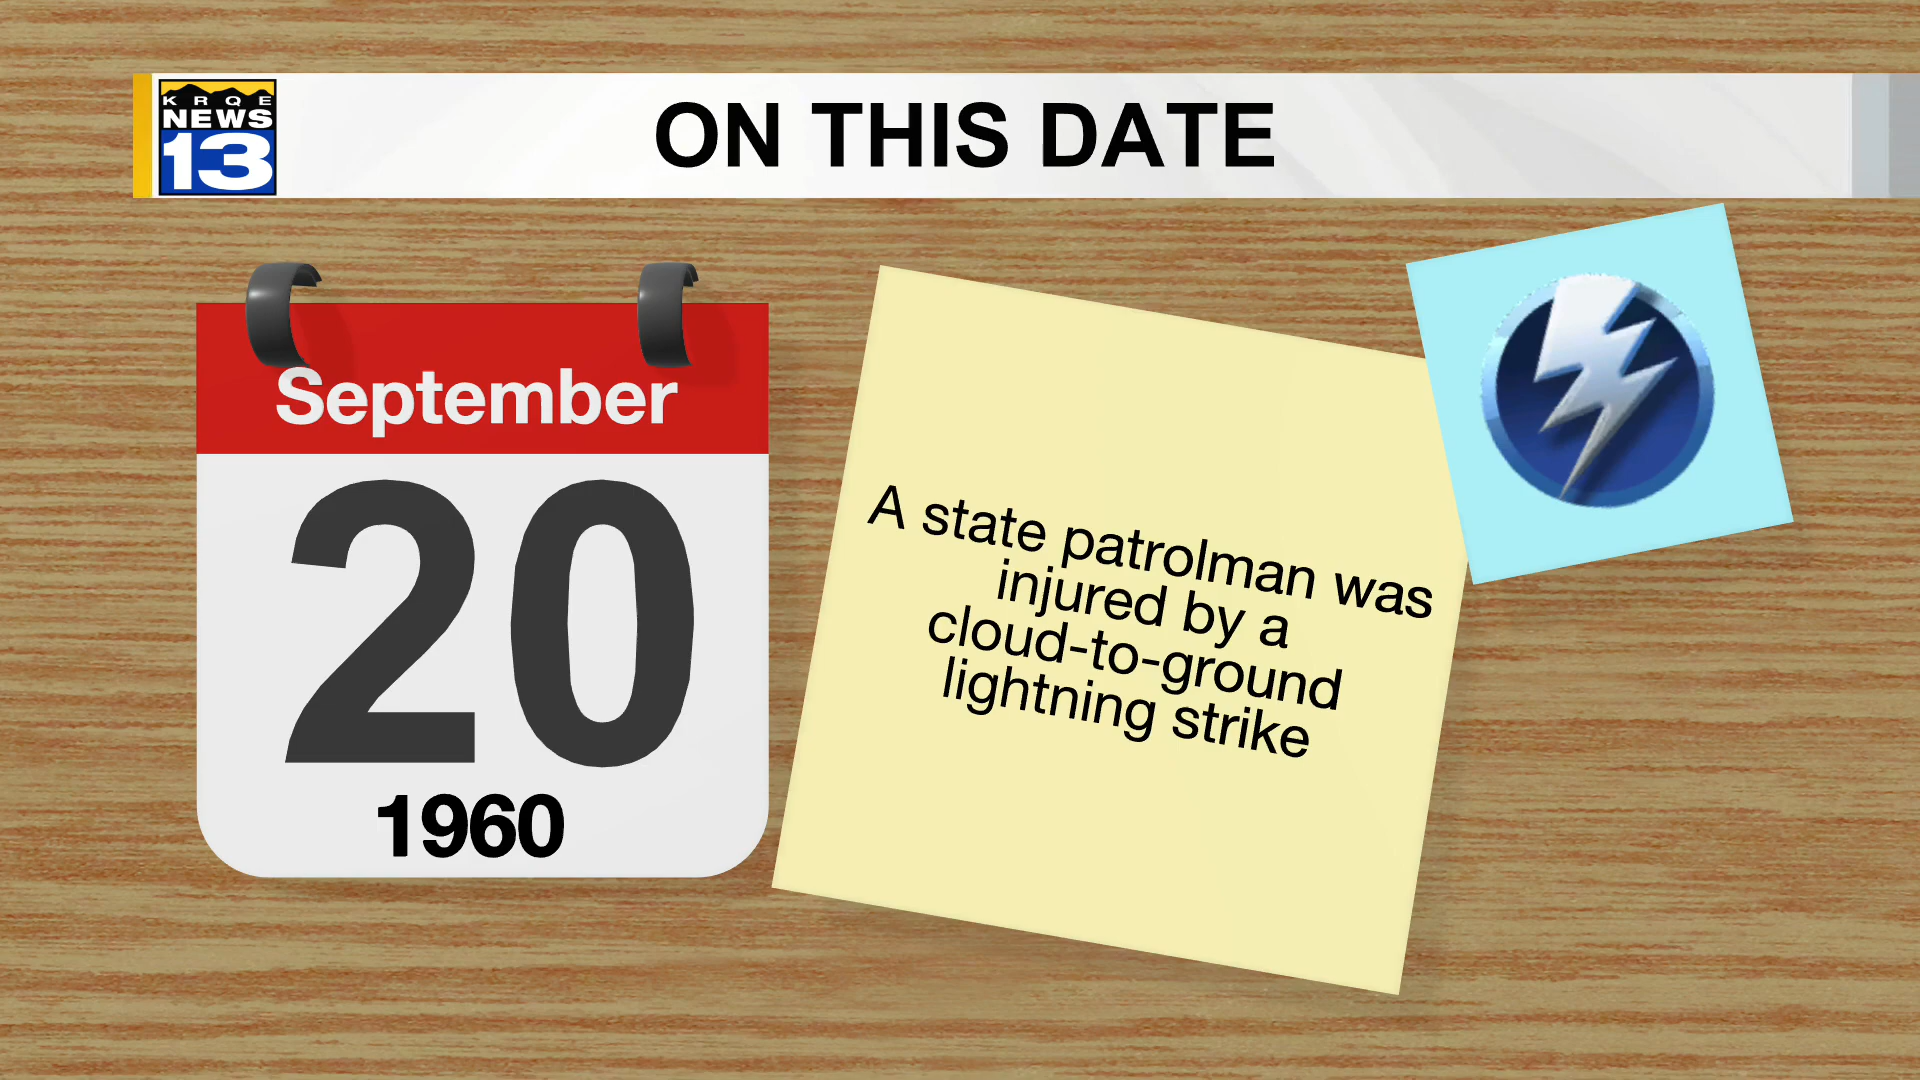 KRQE
NEWS
13
ON THIS DATE
September
20
1960
A state patrolman was
injured by a
cloud-to-ground
lightning strike